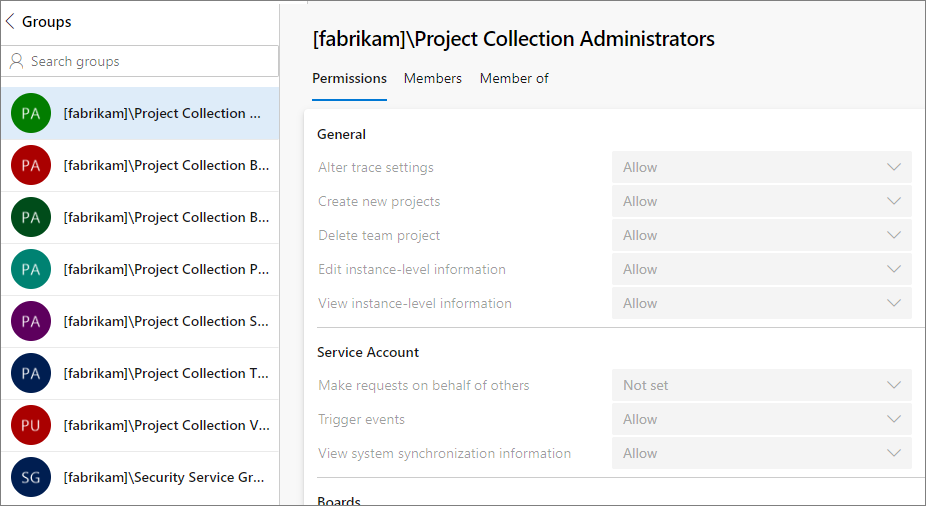 Groups
Search groups
PA [fabrikam]\Project Collection ...
PA [fabrikam]\Project Collection B...
PA [fabrikam]\Project Collection B...
PA [fabrikam]\Project Collection P...
PA [fabrikam]\Project Collection S...
PA [fabrikam]\Project Collection T...
PU [fabrikam]\Project Collection V...
SG [fabrikam]\Security Service Gr...
[fabrikam]\Project Collection Administrators
Permissions Members Member of
General
Alter trace settings Allow
Create new projects Allow
Delete team project Allow
Edit instance-level information Allow
View instance-level information Allow
Service Account
Make requests on behalf of others Not set
Trigger events Allow
View system synchronization information Allow
Boards